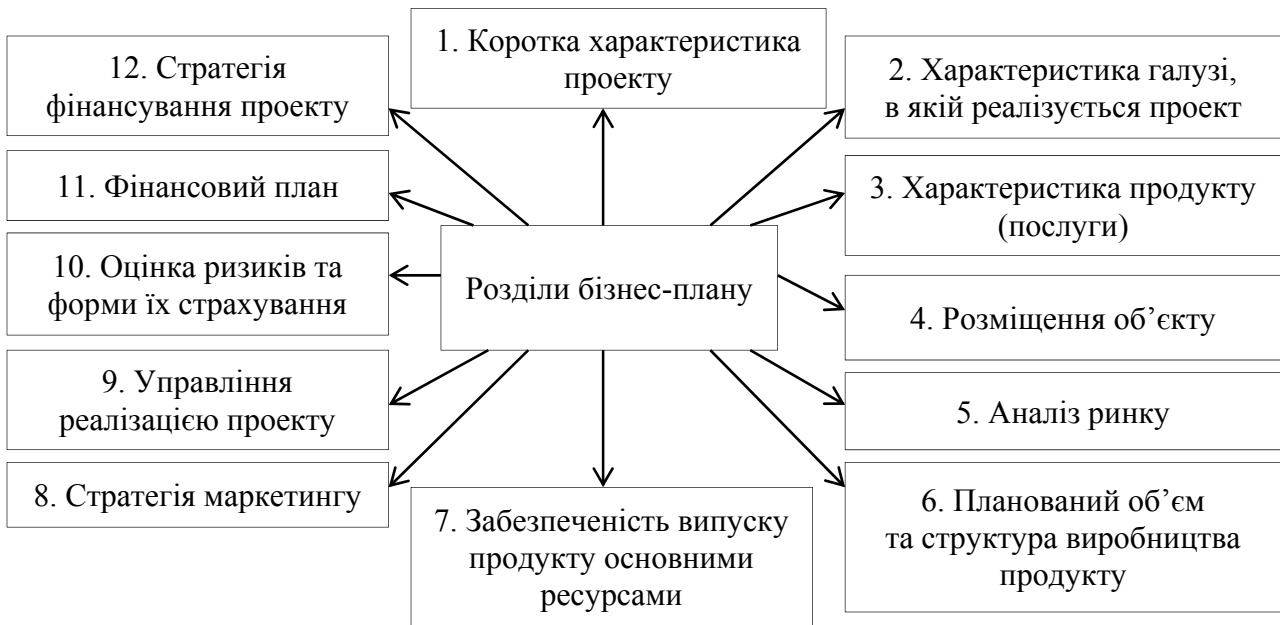 1. Коротка характеристика
проекту
2. Характеристика галузі,
в якій реалізується проект
3. Характеристика продукту
(послуги)
4. Розміщення об’єкту
5. Аналіз ринку
6. Планований об’єм
та структура виробництва
продукту
7. Забезпеченість випуску
продукту основними
ресурсами
8. Стратегія маркетингу
9. Управління
реалізацією проекту
10. Оцінка ризиків та
форми їх страхування
11. Фінансовий план
12. Стратегія
фінансування проекту
Розділи бізнес-плану